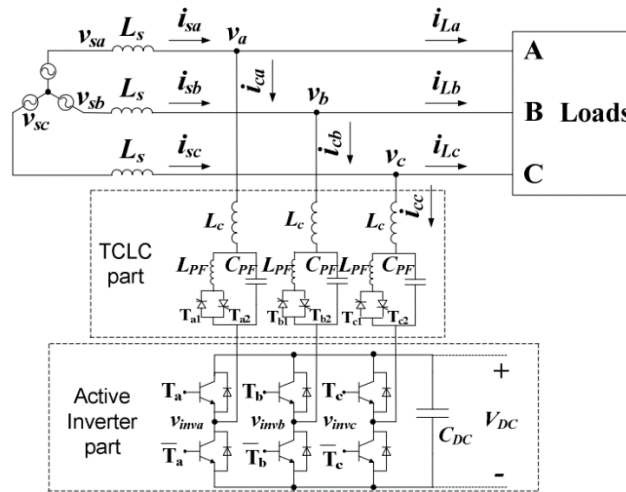 v_sa L_s i_sa v_a i_La A
i_ca
v_sb L_s i_sb v_b i_Lb B Loads
v_sc
i_cb
L_s i_sc v_c i_Lc C
i_cc
L_c L_c L_c
TCLC part
L_PF C_PF L_PF C_PF L_PF C_PF
T_a1 T_a2 T_b1 T_b2 T_c1 T_c2
Active Inverter part
T_a T_b T_c +
v_inva v_invb v_invc C_DC V_DC
T̅_a T̅_b T̅_c -